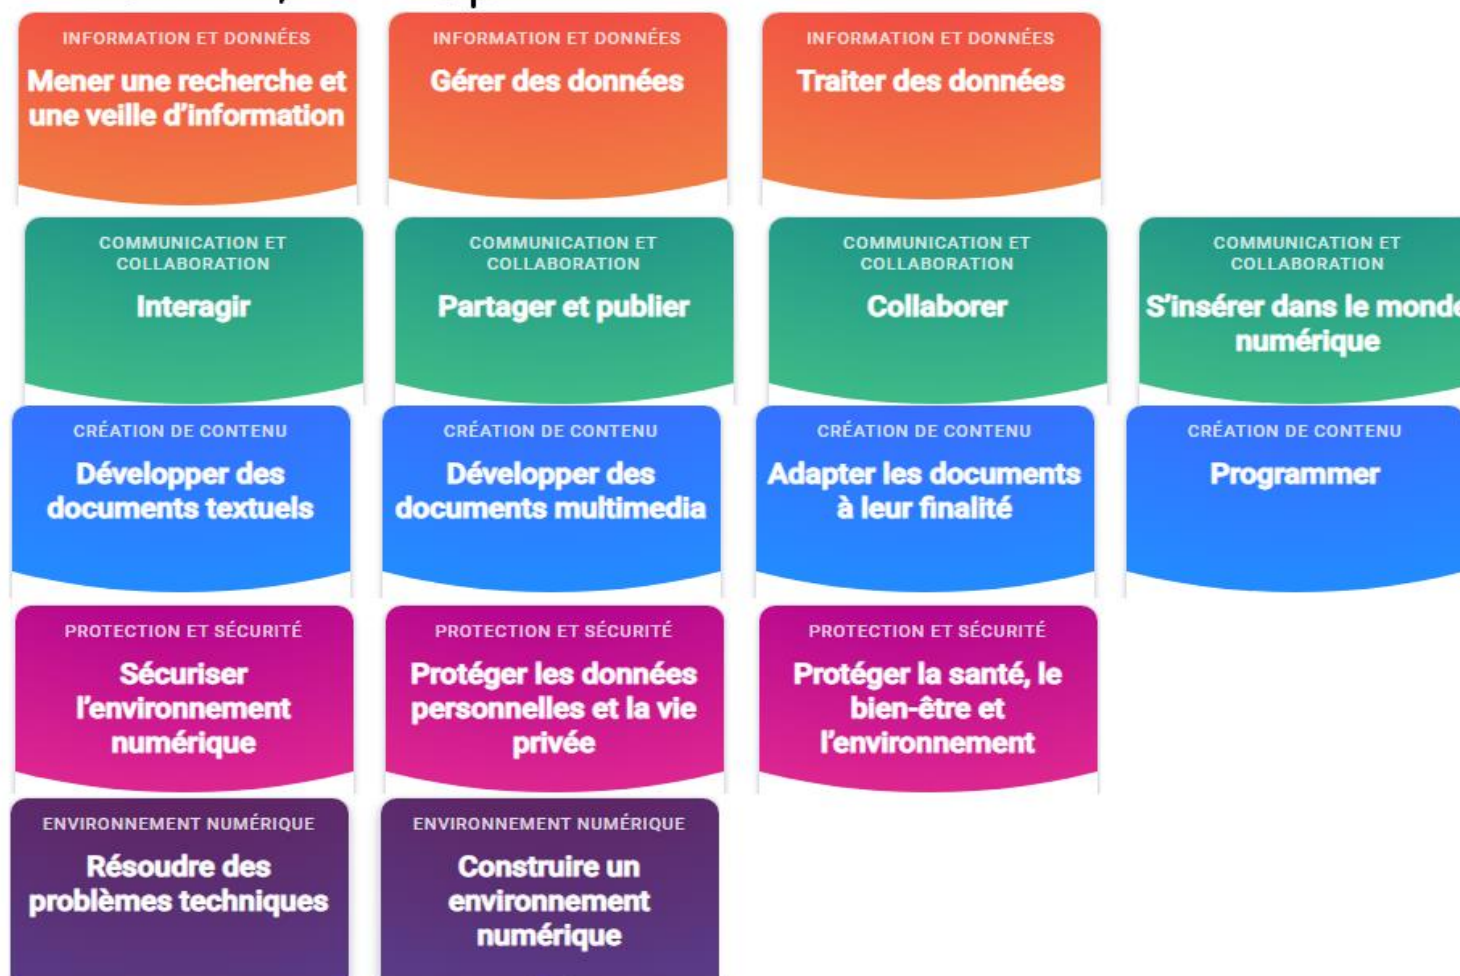 INFORMATION ET DONNÉES
Mener une recherche et
une veille d'information
INFORMATION ET DONNÉES
Gérer des données
INFORMATION ET DONNÉES
Traiter des données
COMMUNICATION ET
COLLABORATION
Interagir
COMMUNICATION ET
COLLABORATION
Partager et publier
COMMUNICATION ET
COLLABORATION
Collaborer
COMMUNICATION ET
COLLABORATION
S'insérer dans le monde
numérique
CRÉATION DE CONTENU
Développer des
documents textuels
CRÉATION DE CONTENU
Développer des
documents multimedia
CRÉATION DE CONTENU
Adapter les documents
à leur finalité
CRÉATION DE CONTENU
Programmer
PROTECTION ET SÉCURITÉ
Sécuriser
l'environnement
numérique
PROTECTION ET SÉCURITÉ
Protéger les données
personnelles et la vie
privée
PROTECTION ET SÉCURITÉ
Protéger la santé, le
bien-être et
l'environnement
ENVIRONNEMENT NUMÉRIQUE
Résoudre des
problèmes techniques
ENVIRONNEMENT NUMÉRIQUE
Construire un
environnement
numérique